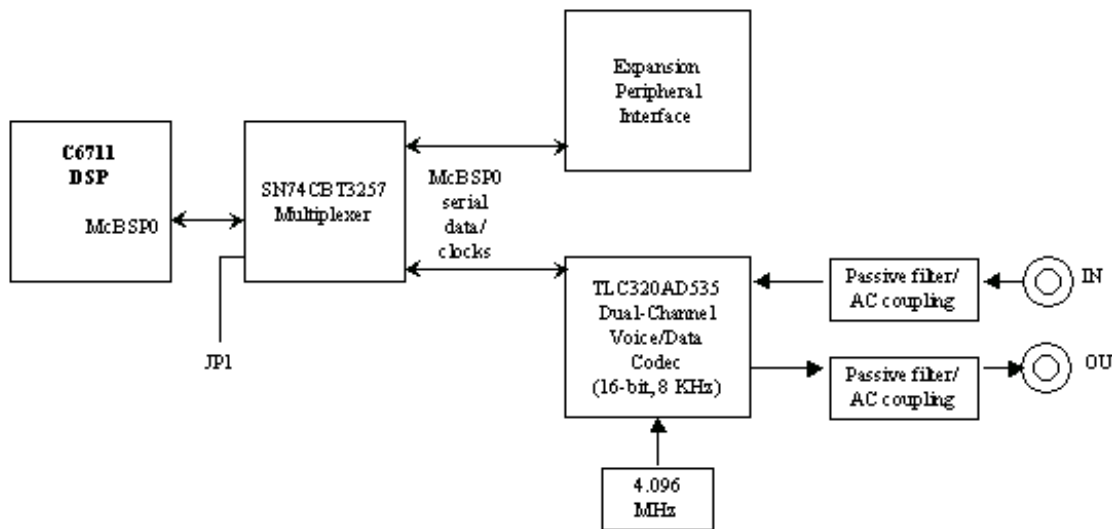 Expansion
Peripheral
Interface
C6711
DSP
McBSP0
SN74CBT3257
Multiplexer
McBSP0
serial
data/
clocks
JP1
TLC320AD535
Dual-Channel
Voice/Data
Codec
(16-bit, 8 KHz)
Passive filter/
AC coupling
IN
Passive filter/
AC coupling
OU
4.096
MHz